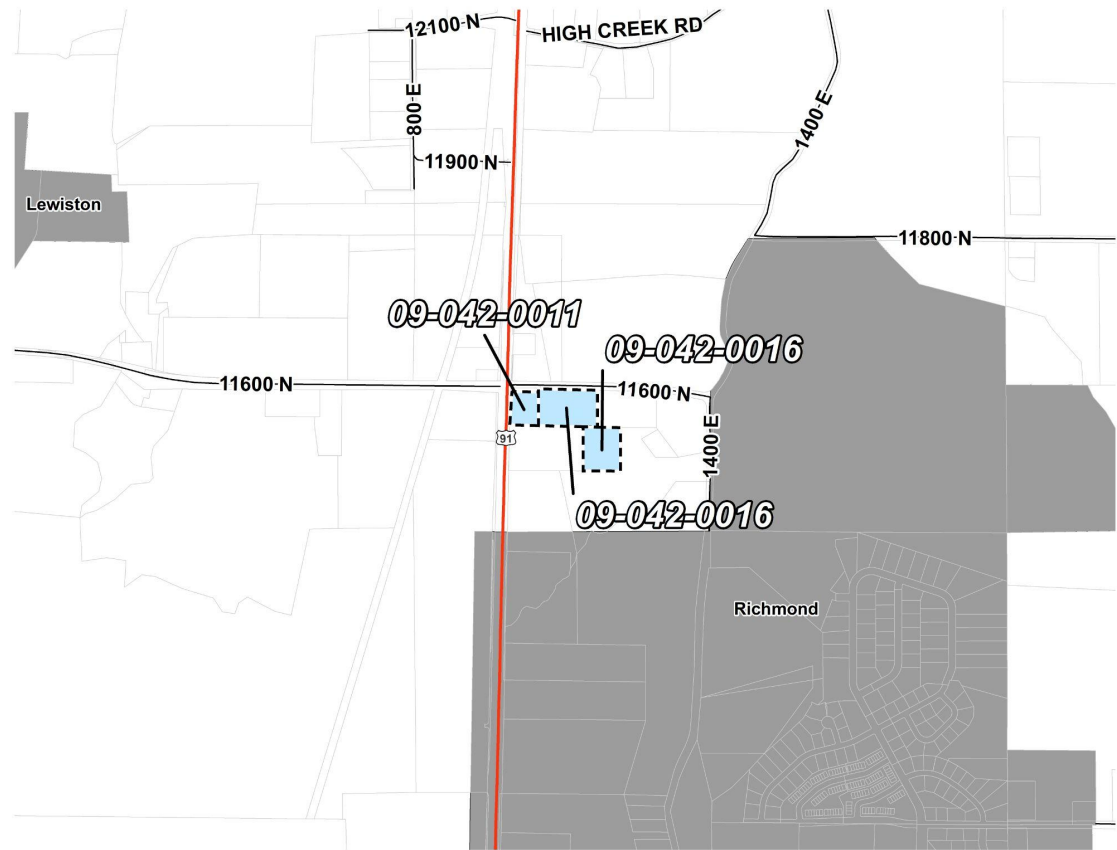 12100 N
HIGH CREEK RD
800 E
1400 E
11900 N
Lewiston
11800 N
09-042-0011
09-042-0016
11600 N
11600 N
91
1400 E
09-042-0016
Richmond